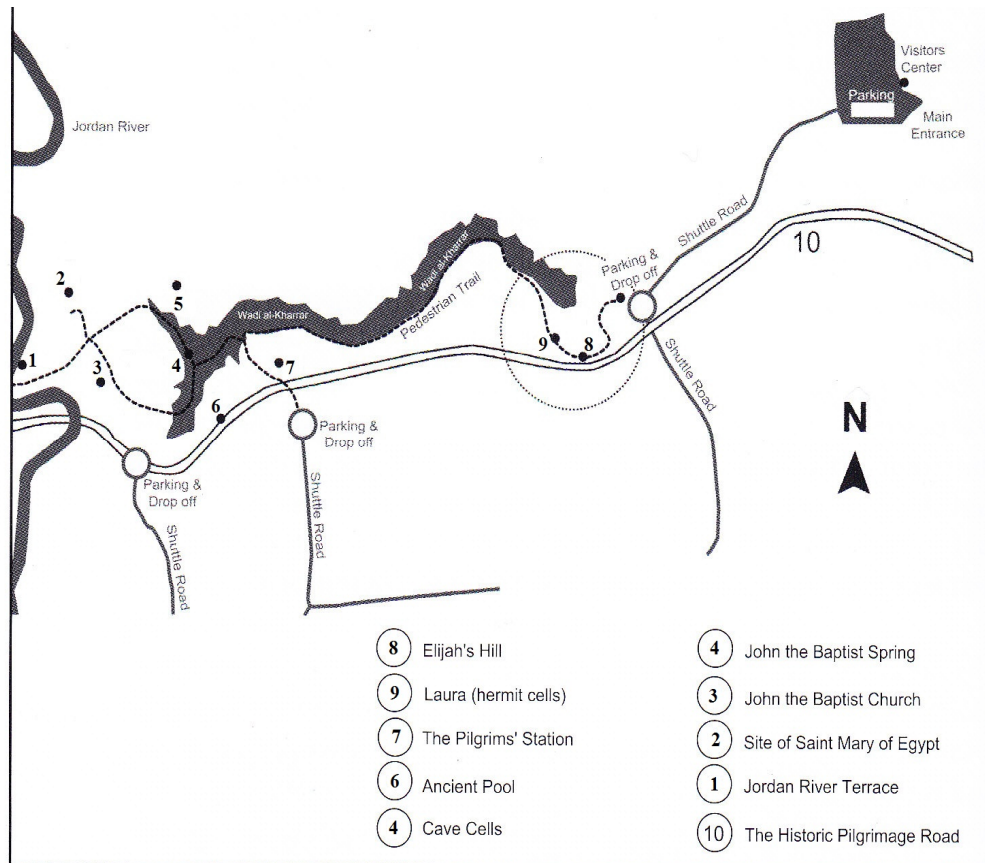 Visitors
Center
Parking
Main
Entrance
Jordan River
Shuttle Road
10
Parking &
Drop off
Wadi al-Kharrar
Pedestrian Trail
Wadi al-Kharrar
2
5
1
4
3
7
9
8
6
Shuttle Road
N
Parking &
Drop off
Parking &
Drop off
Shuttle Road
Shuttle Road
8 Elijah's Hill
9 Laura (hermit cells)
7 The Pilgrims' Station
6 Ancient Pool
4 Cave Cells
4 John the Baptist Spring
3 John the Baptist Church
2 Site of Saint Mary of Egypt
1 Jordan River Terrace
10 The Historic Pilgrimage Road